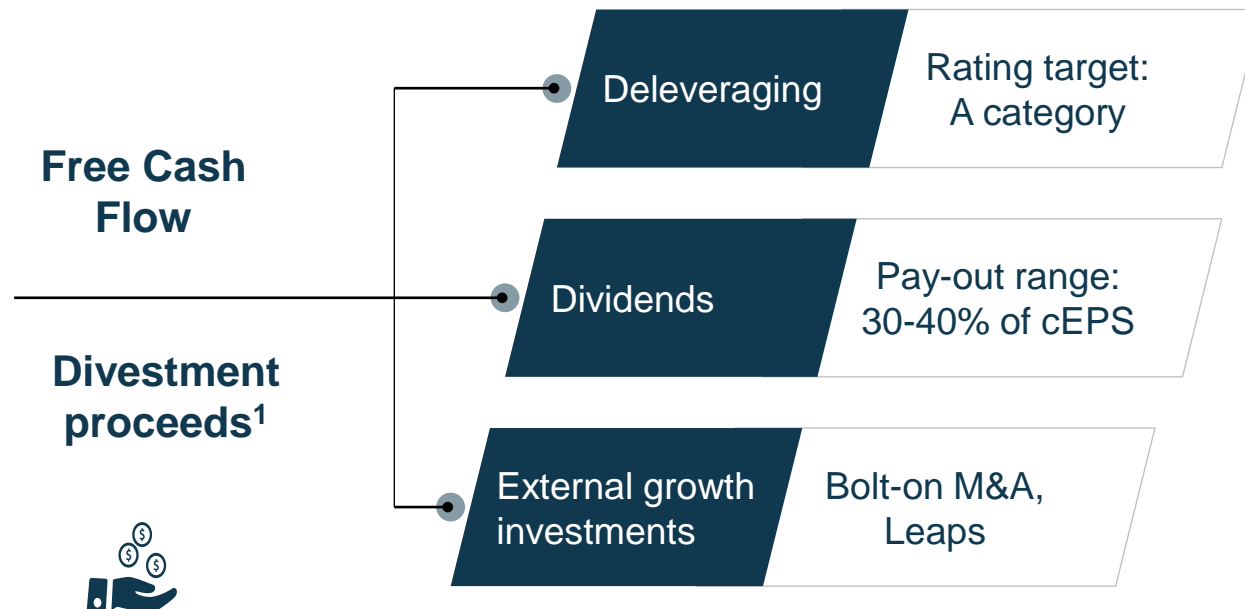 Free Cash
Flow
Divestment
proceeds¹
Deleveraging
Rating target:
A category
Dividends
Pay-out range:
30-40% of cEPS
External growth
investments
Bolt-on M&A,
Leaps
$
$
$